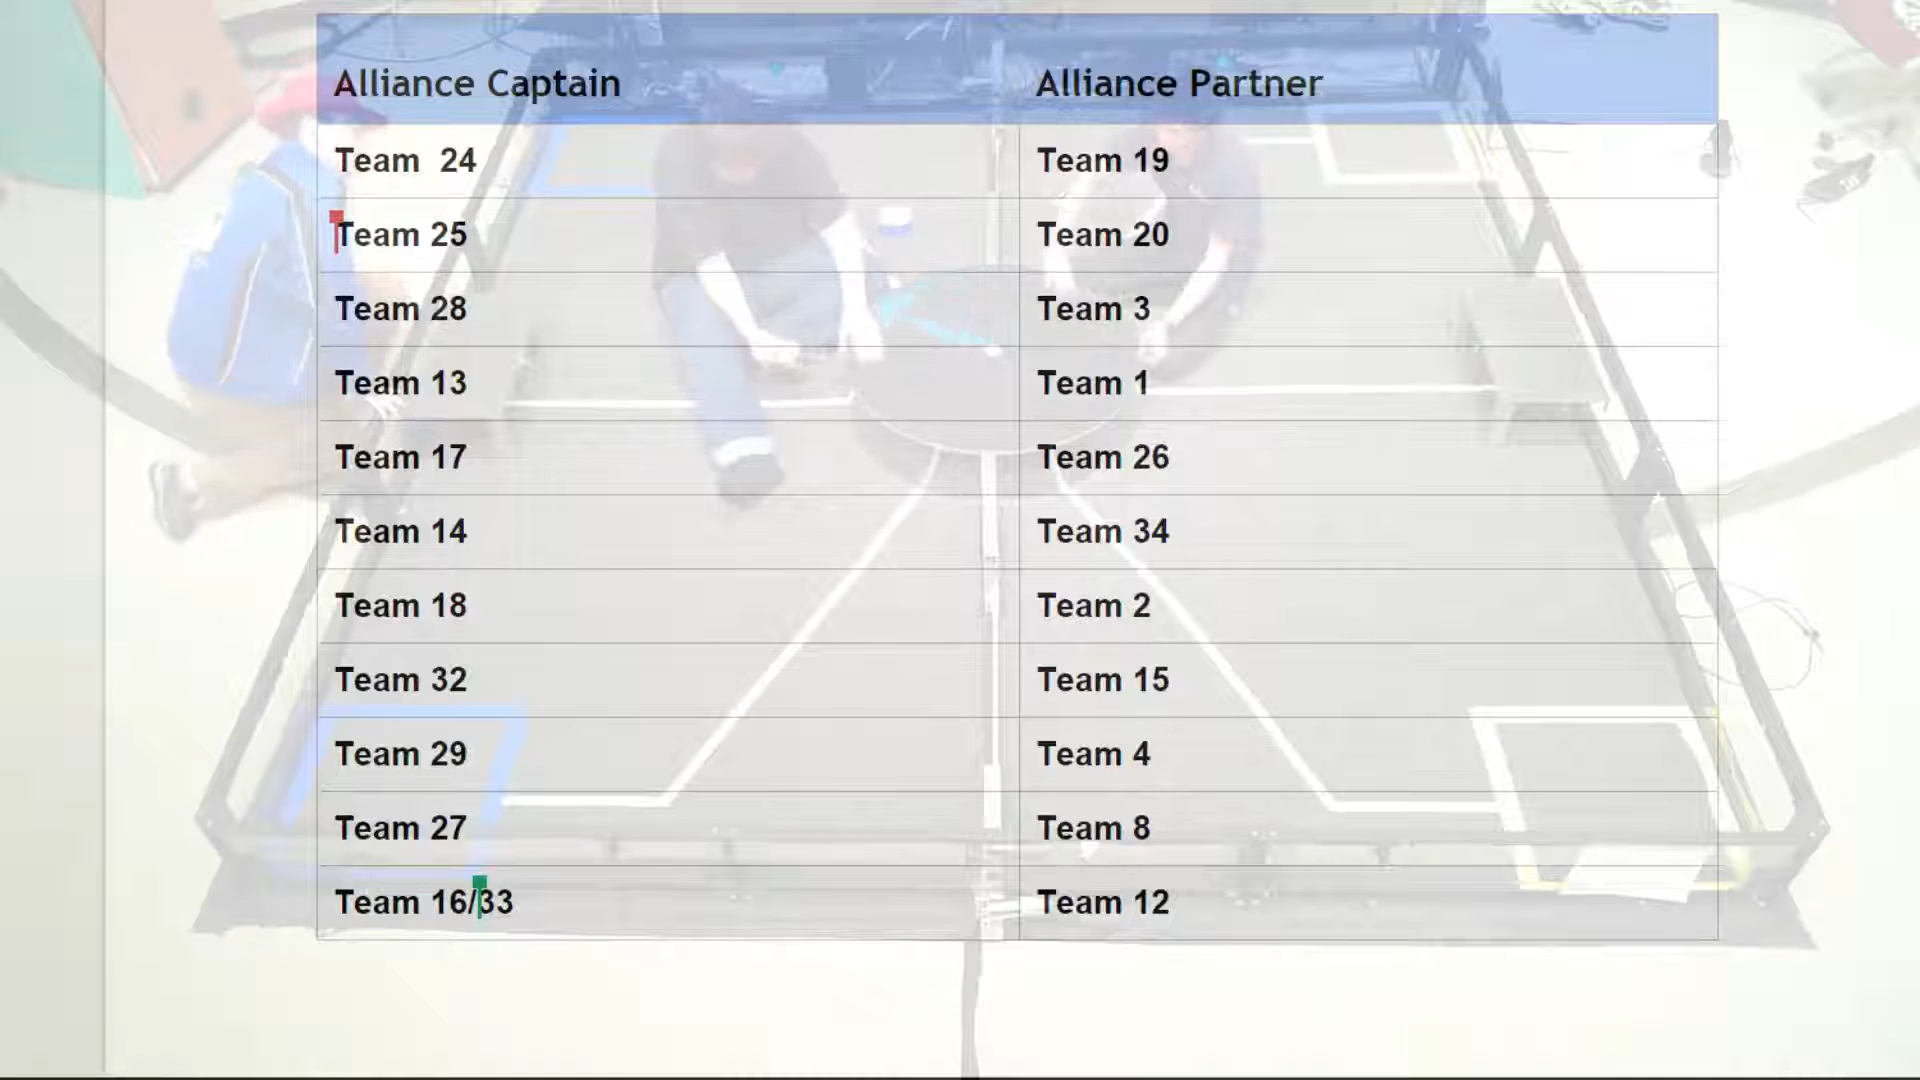 Alliance Captain Alliance Partner
Team 24 Team 19
Team 25 Team 20
Team 28 Team 3
Team 13 Team 1
Team 17 Team 26
Team 14 Team 34
Team 18 Team 2
Team 32 Team 15
Team 29 Team 4
Team 27 Team 8
Team 16/33 Team 12